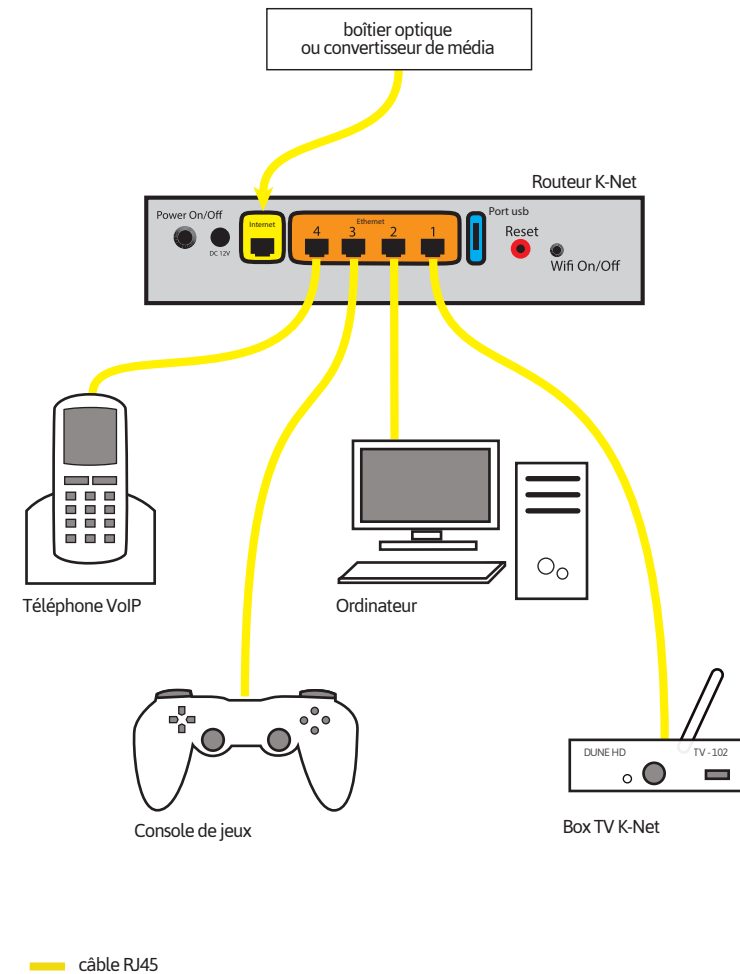 boîtier optique
ou convertisseur de média
Routeur K-Net
Power On/Off
DC 12V
Internet
Ethernet
4 3 2 1
Port usb
Reset
Wifi On/Off
Téléphone VoIP
Ordinateur
DUNE HD TV - 102
Console de jeux
Box TV K-Net
câble RJ45